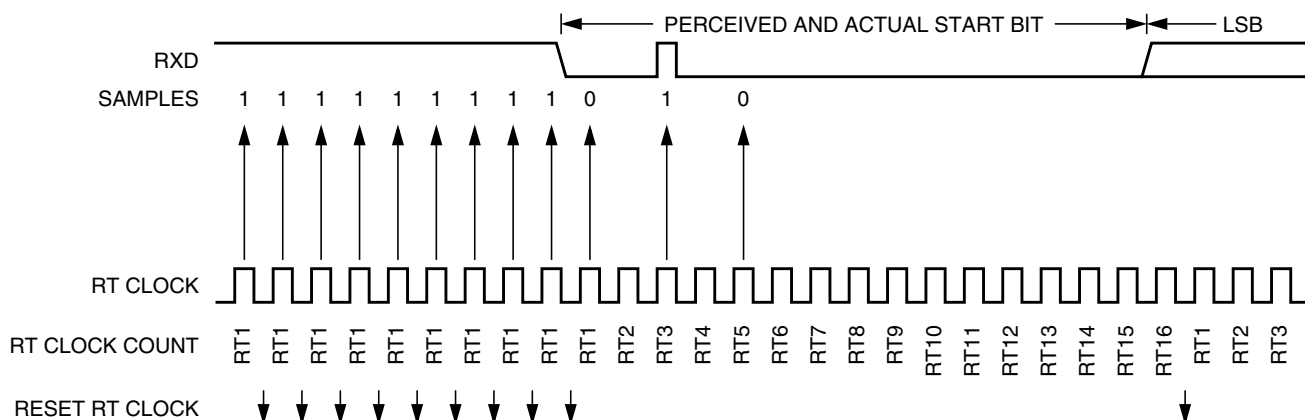 PERCEIVED AND ACTUAL START BIT LSB
RXD
SAMPLES 1 1 1 1 1 1 1 1 1 0 1 0
RT CLOCK
RT CLOCK COUNT RT1 RT1 RT1 RT1 RT1 RT1 RT1 RT1 RT1 RT1 RT2 RT3 RT4 RT5 RT6 RT7 RT8 RT9 RT10 RT11 RT12 RT13 RT14 RT15 RT16 RT1 RT2 RT3
RESET RT CLOCK